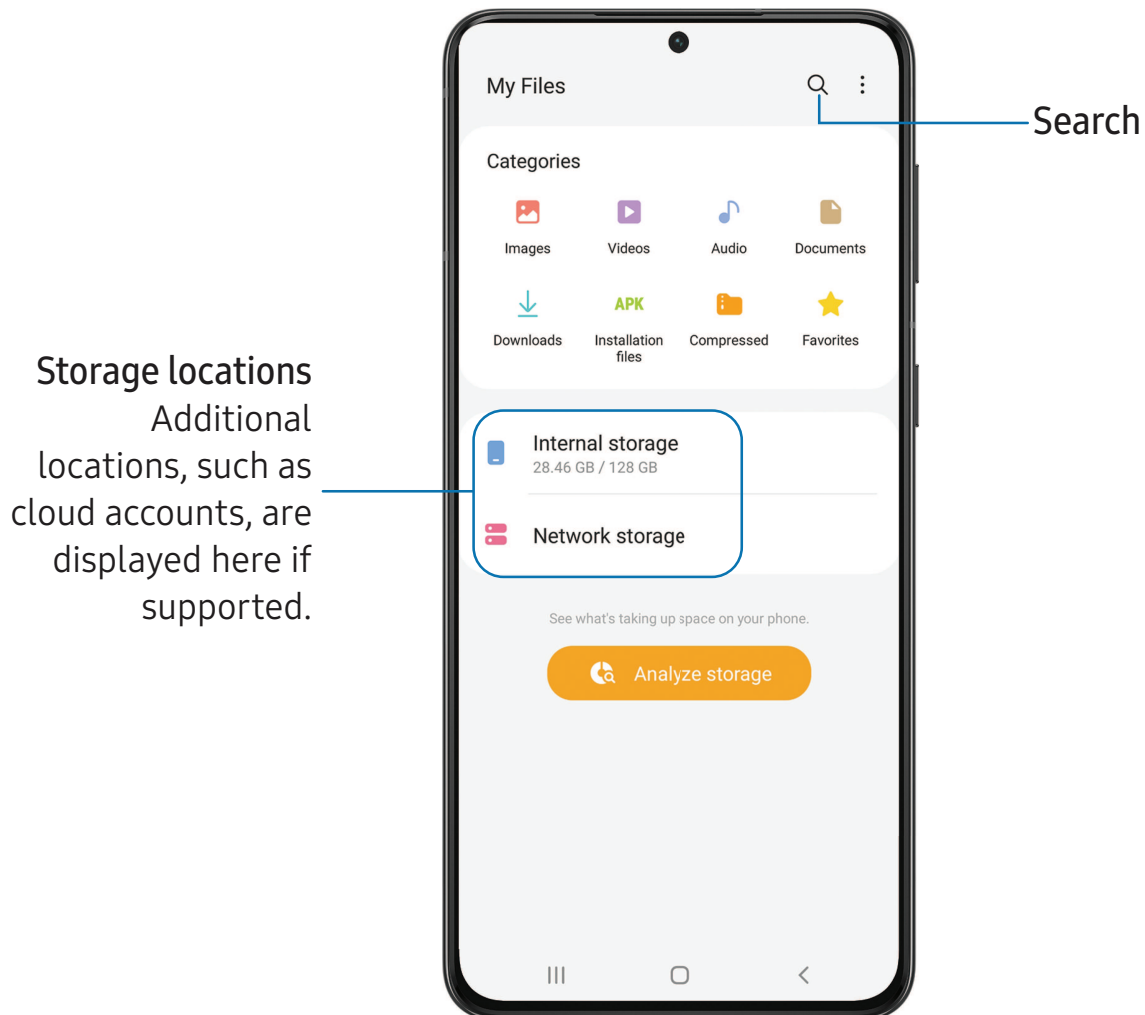 My Files
Search
Categories
Images
Videos
Audio
Documents
Downloads
APK
Installation
files
Compressed
Favorites
Storage locations
Additional
locations, such as
cloud accounts, are
displayed here if
supported.
Internal storage
28.46 GB / 128 GB
Network storage
See what's taking up space on your phone.
Analyze storage